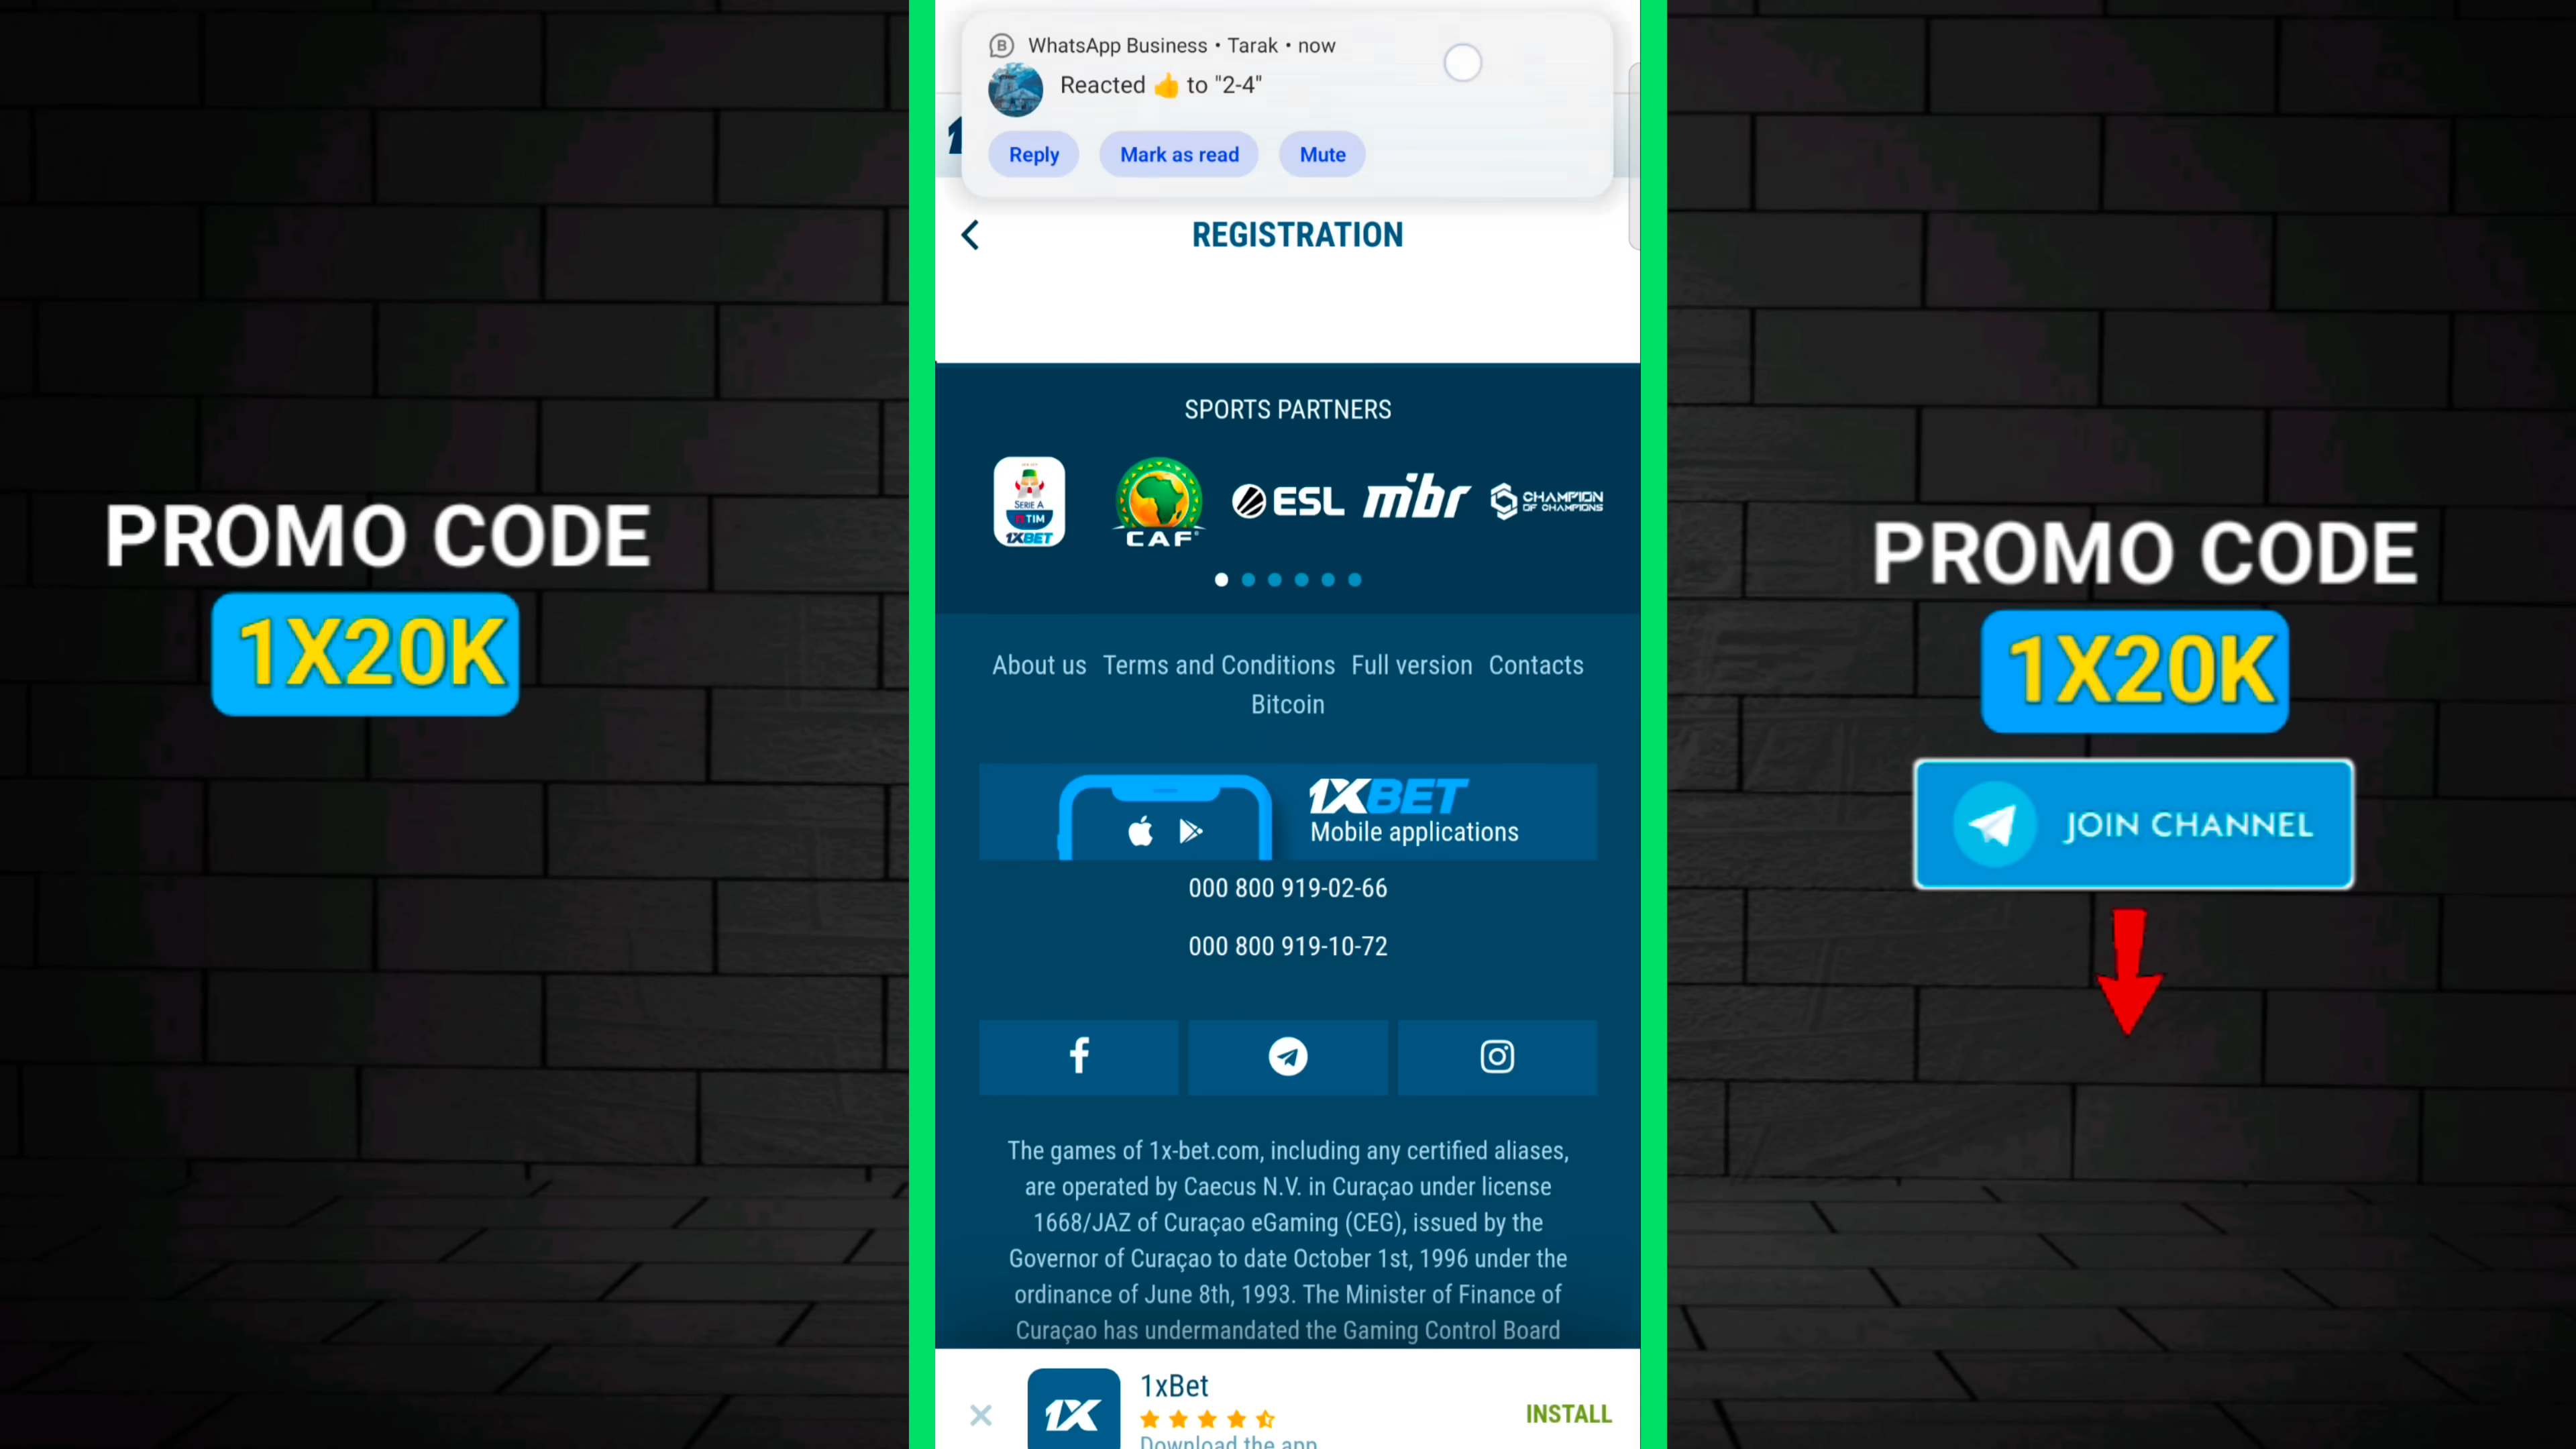 WhatsApp Business • Tarak • now
Reacted 👍 to "2-4"
Reply Mark as read Mute
REGISTRATION
SPORTS PARTNERS
SERIE A
TIM
1XBET
CAF
ESL
mibr
CHAMPION
OF CHAMPIONS
About us Terms and Conditions Full version Contacts
Bitcoin
1XBET
Mobile applications
000 800 919-02-66
000 800 919-10-72
The games of 1x-bet.com, including any certified aliases,
are operated by Caecus N.V. in Curaçao under license
1668/JAZ of Curaçao eGaming (CEG), issued by the
Governor of Curaçao to date October 1st, 1996 under the
ordinance of June 8th, 1993. The Minister of Finance of
Curaçao has undermandated the Gaming Control Board
1X
1xBet
Download the app
INSTALL
PROMO CODE
1X20K
PROMO CODE
1X20K
JOIN CHANNEL